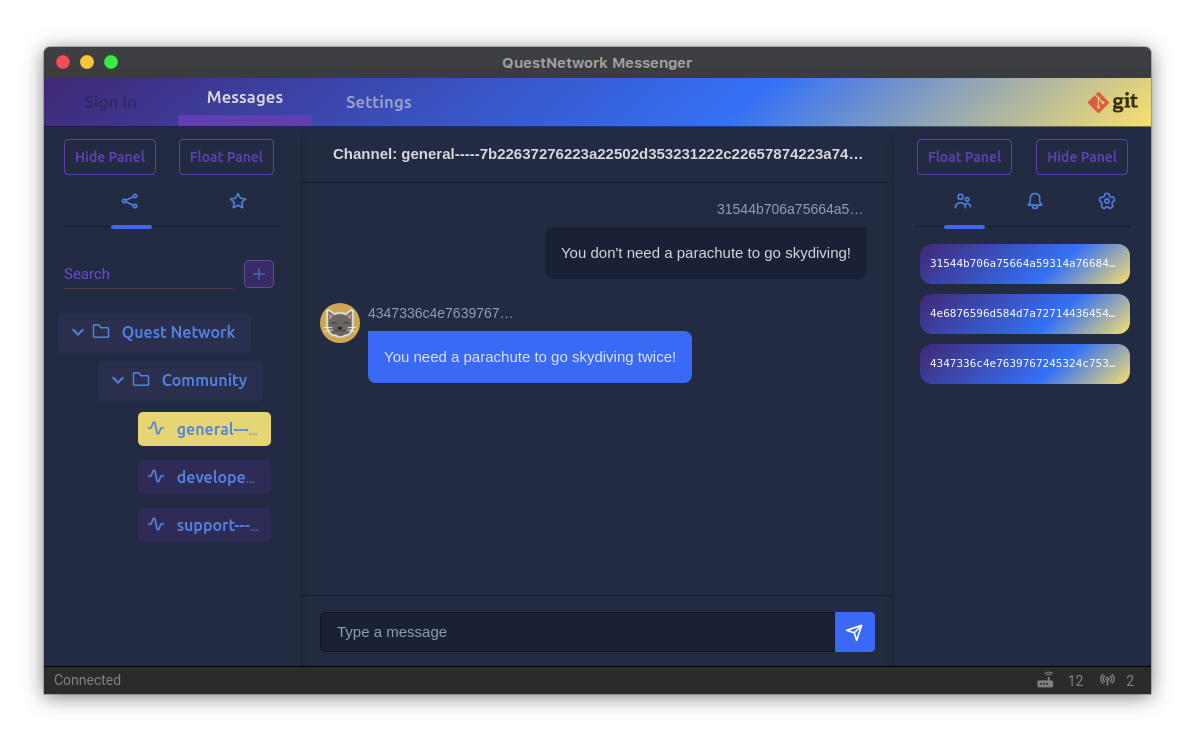 QuestNetwork Messenger
Sign In
Messages
Settings
git
Hide Panel
Float Panel
Search
Quest Network
Community
general---...
develope...
support---...
Channel: general-----7b22637276223a22502d353231222c22657874223a74...
31544b706a75664a5...
You don't need a parachute to go skydiving!
4347336c4e7639767...
You need a parachute to go skydiving twice!
Type a message
Float Panel
Hide Panel
31544b706a75664a59314a76684...
4e6876596d584d7a72714436454...
4347336c4e7639767245324c753...
Connected
12
2